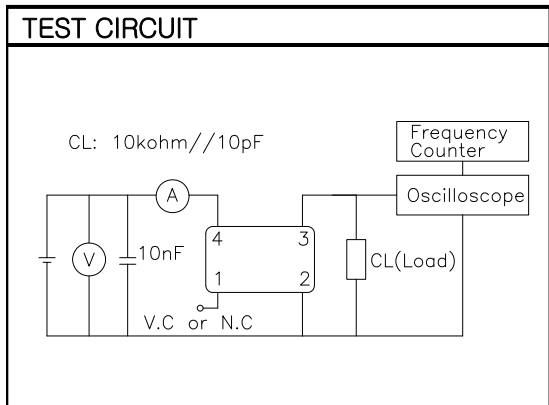 TEST CIRCUIT
CL: 10kohm//10pF
Frequency
Counter
Oscilloscope
A
4
3
V
10nF
CL(Load)
1
2
V.C or N.C